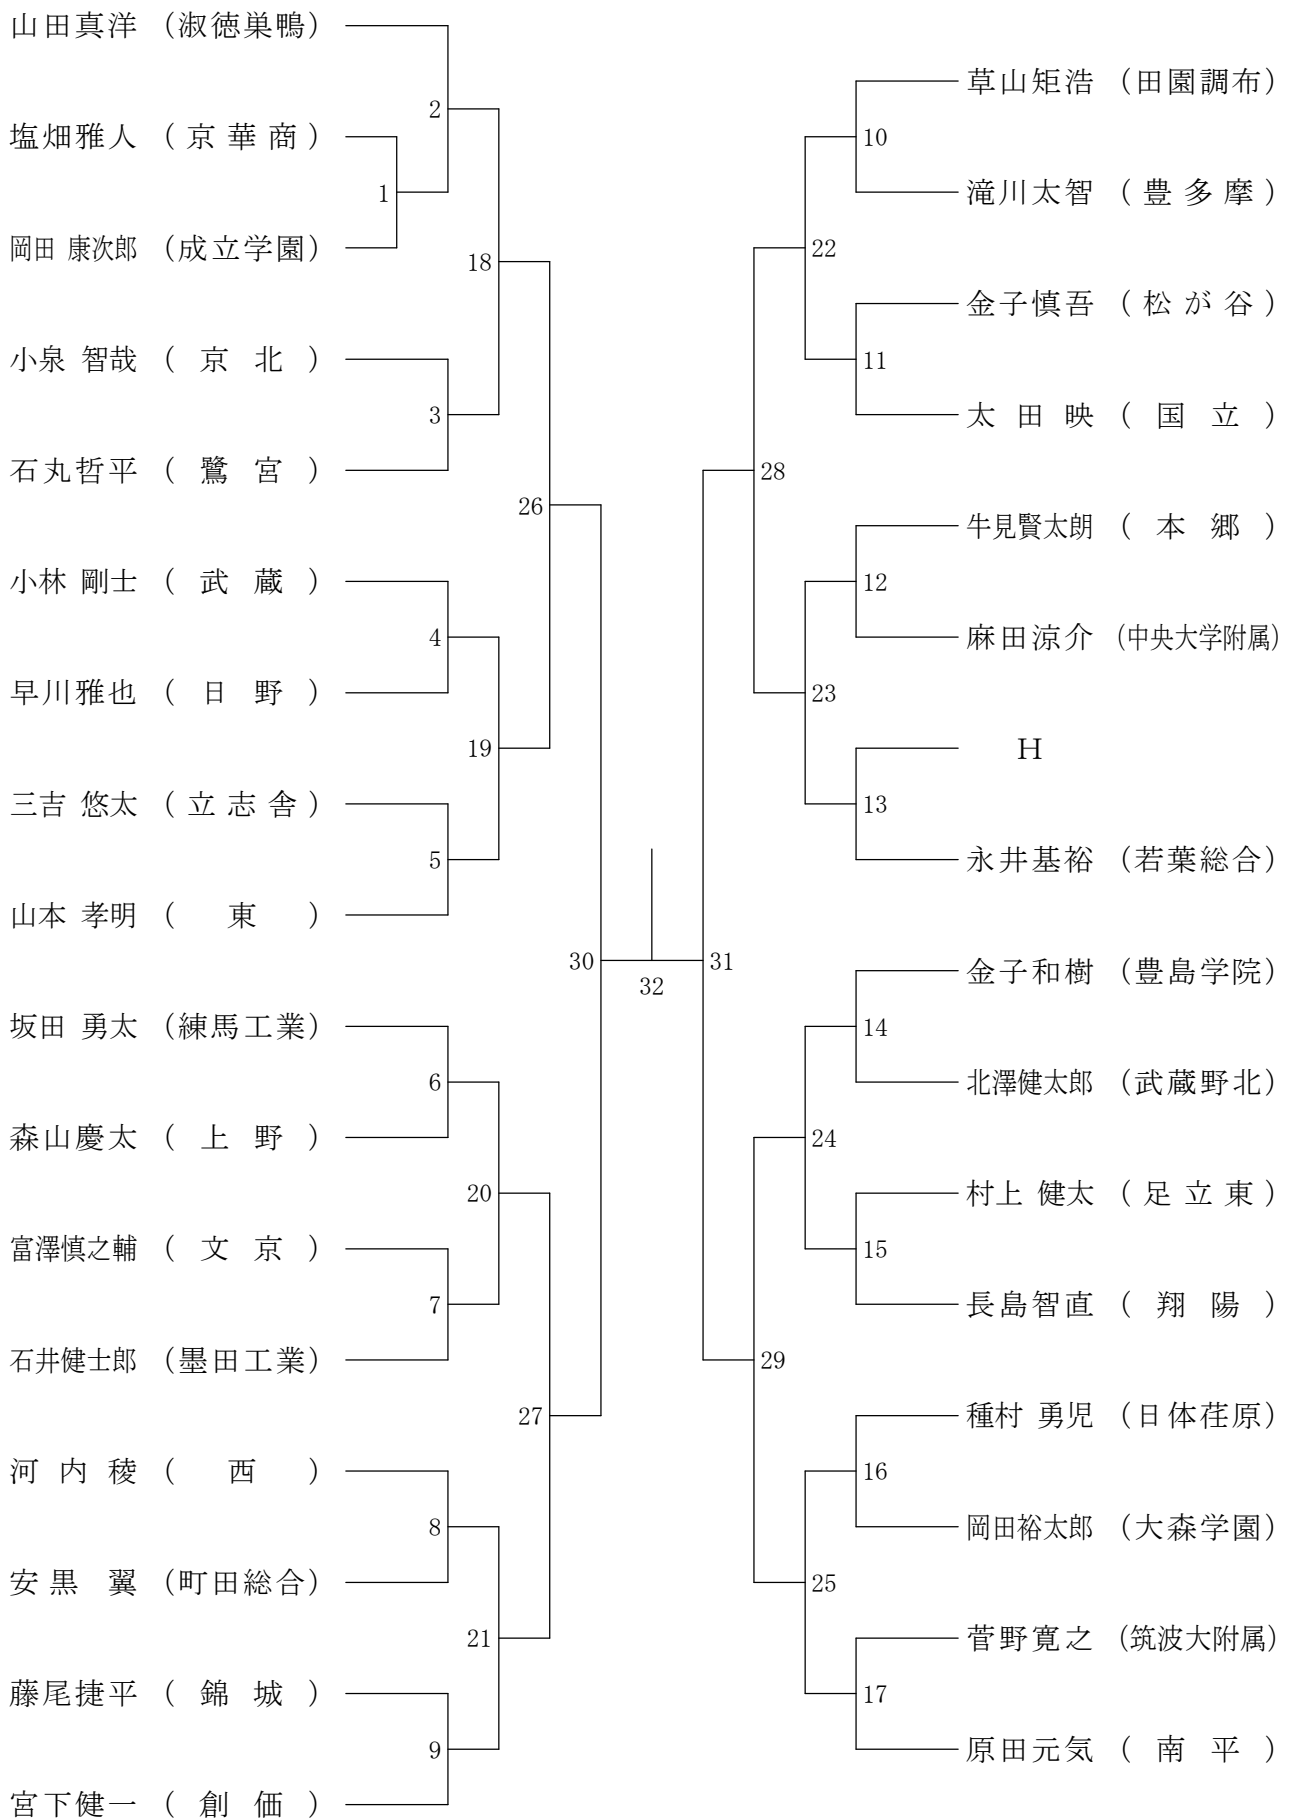 山田真洋 (淑徳巣鴨)
2
塩畑雅人 (京華商)
1
岡田 康次郎 (成立学園)
18
小泉 智哉 (京北)
3
石丸哲平 (鷺宮)
26
小林 剛士 (武蔵)
4
早川雅也 (日野)
19
三吉 悠太 (立志舎)
5
山本 孝明 (東)
30
32
坂田 勇太 (練馬工業)
6
森山慶太 (上野)
20
富澤慎之輔 (文京)
7
石井健士郎 (墨田工業)
27
河内稜 (西)
8
安黒 翼 (町田総合)
21
藤尾捷平 (錦城)
9
宮下健一 (創価)
草山矩浩 (田園調布)
10
滝川太智 (豊多摩)
22
金子慎吾 (松が谷)
11
太田映 (国立)
28
牛見賢太朗 (本郷)
12
麻田涼介 (中央大学附属)
23
H
13
永井基裕 (若葉総合)
31
金子和樹 (豊島学院)
14
北澤健太郎 (武蔵野北)
24
村上 健太 (足立東)
15
長島智直 (翔陽)
29
種村 勇児 (日体荏原)
16
岡田裕太郎 (大森学園)
25
菅野寛之 (筑波大附属)
17
原田元気 (南平)